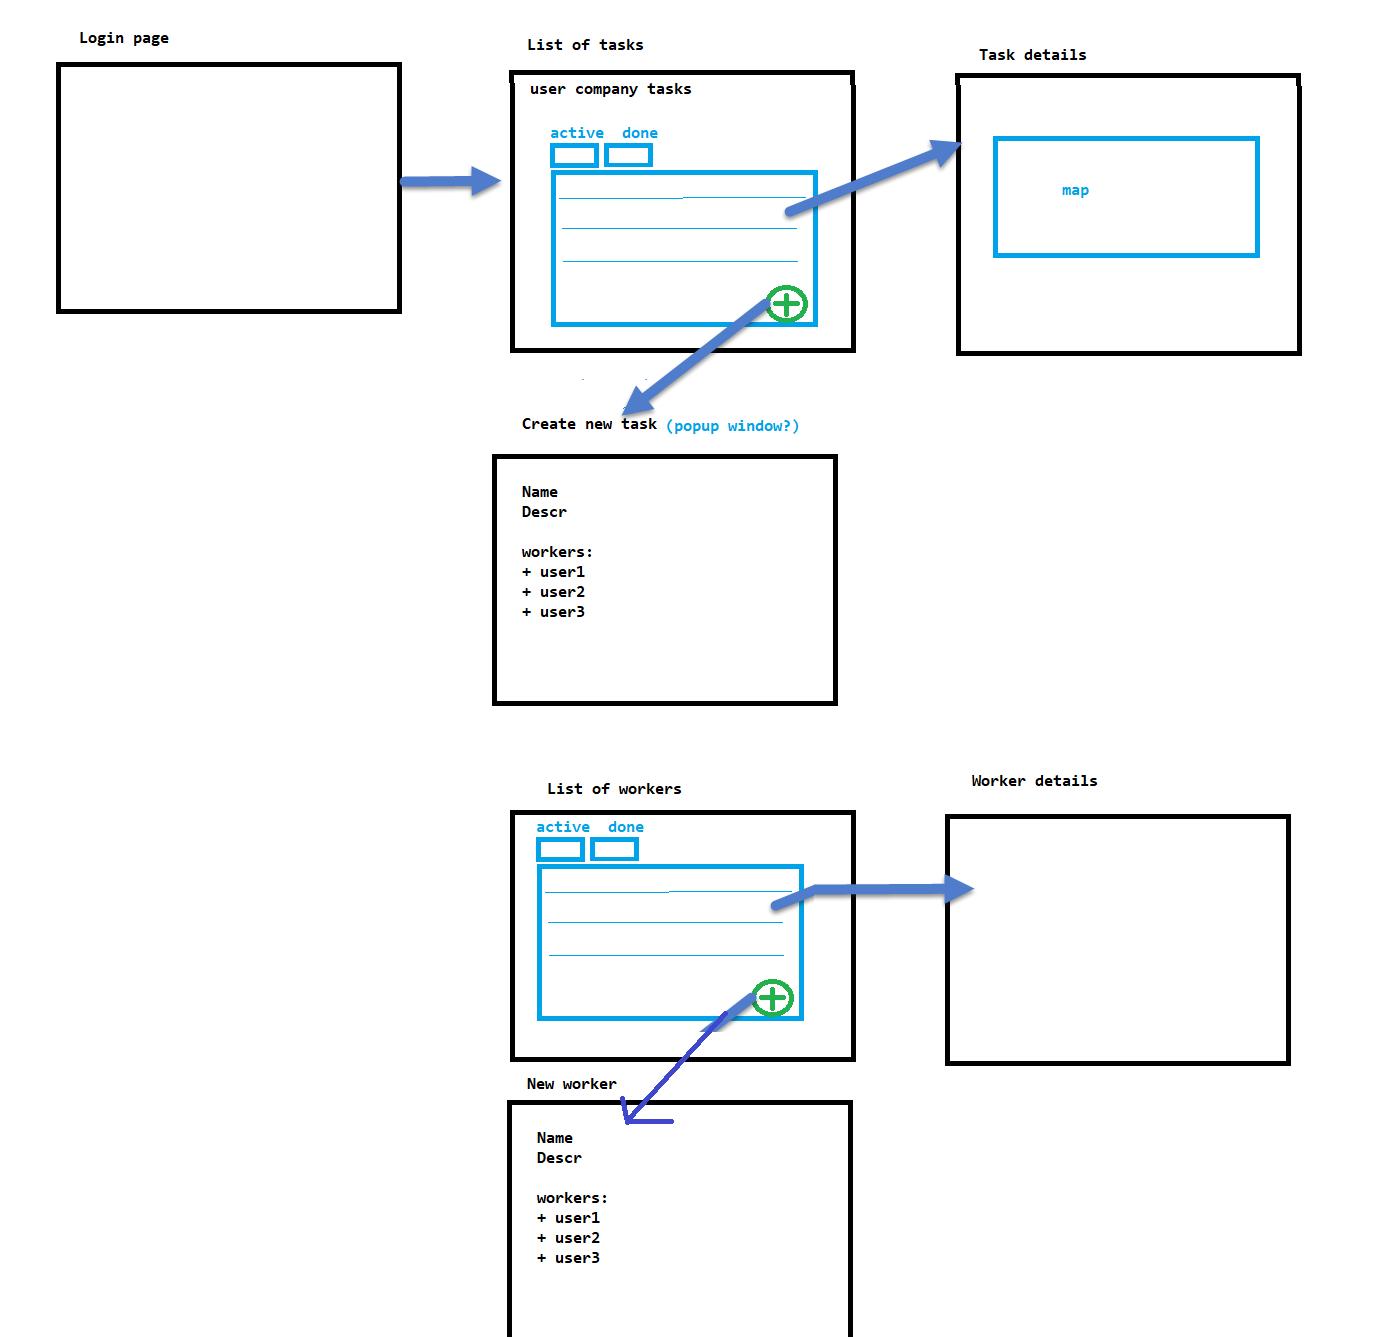 Login page
List of tasks
Task details
user company tasks
active done
map
Create new task (popup window?)
Name
Descr
workers:
+ user1
+ user2
+ user3
List of workers
Worker details
active done
New worker
Name
Descr
workers:
+ user1
+ user2
+ user3